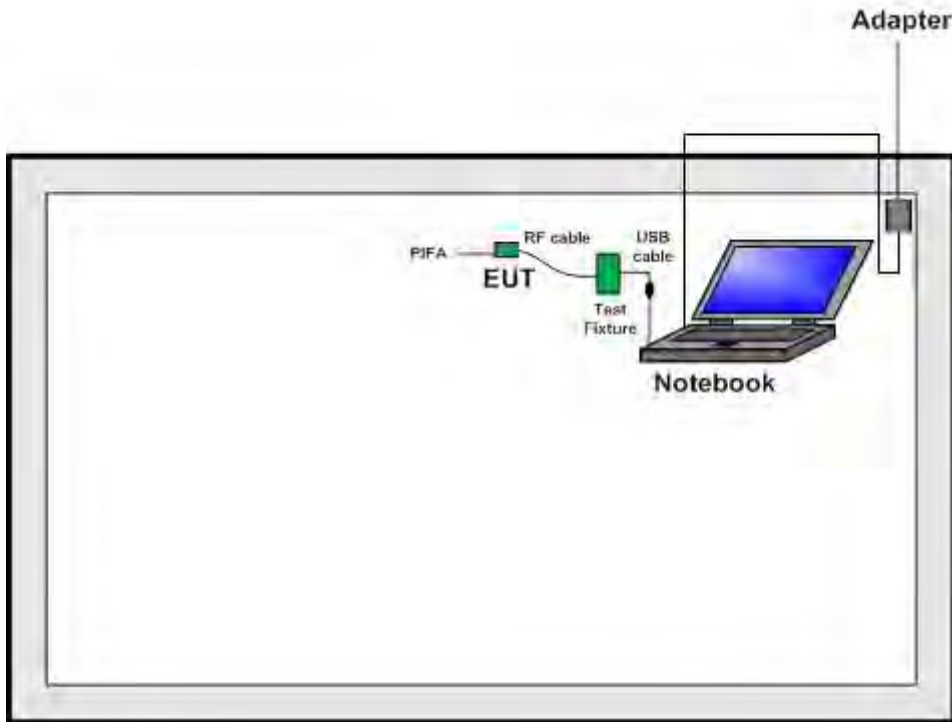 Adapter
PIFA
RF cable
USB
cable
EUT
Test
Fixture
Notebook